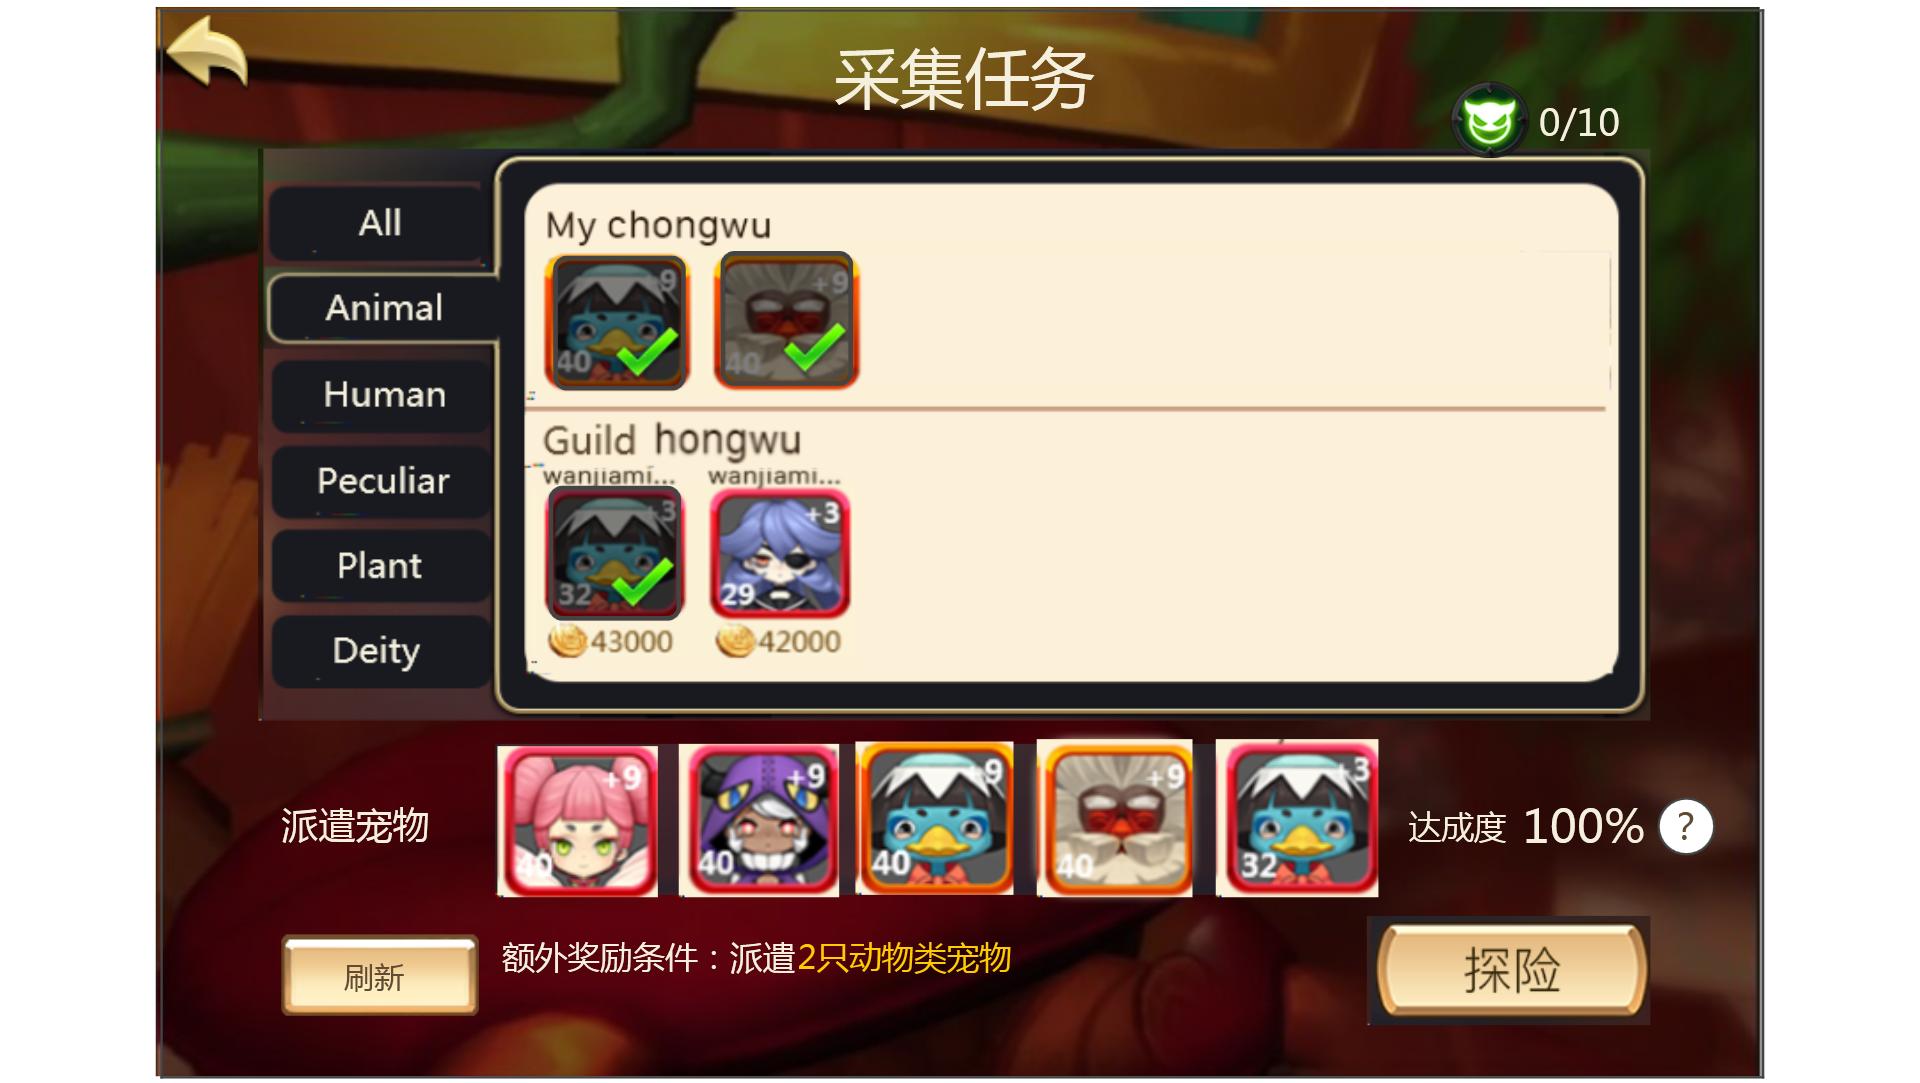 采集任务
0/10
All
Animal
Human
Peculiar
Plant
Deity
My chongwu
+9
40
+9
40
Guild hongwu
wanjiami...
wanjiami...
+3
32
+3
29
43000
42000
派遣宠物
+9
40
+9
40
+9
40
+9
40
+3
32
达成度 100% ?
刷新
额外奖励条件：派遣2只动物类宠物
探险